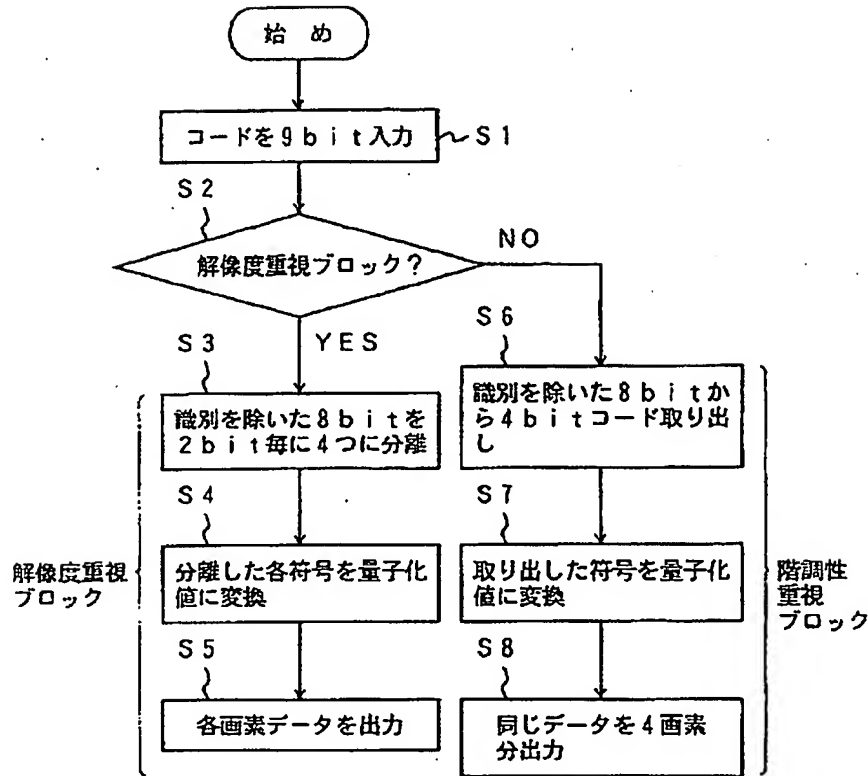 始め
コードを9bit入力
S1
S2
解像度重視ブロック?
NO
YES
S3
識別を除いた8bitを
2bit毎に4つに分離
S4
分離した各符号を量子化
値に変換
S5
各画素データを出力
解像度重視
ブロック
S6
識別を除いた8bitか
ら4bitコード取り出
し
S7
取り出した符号を量子化
値に変換
S8
同じデータを4画素
分出力
階調性
重視
ブロック